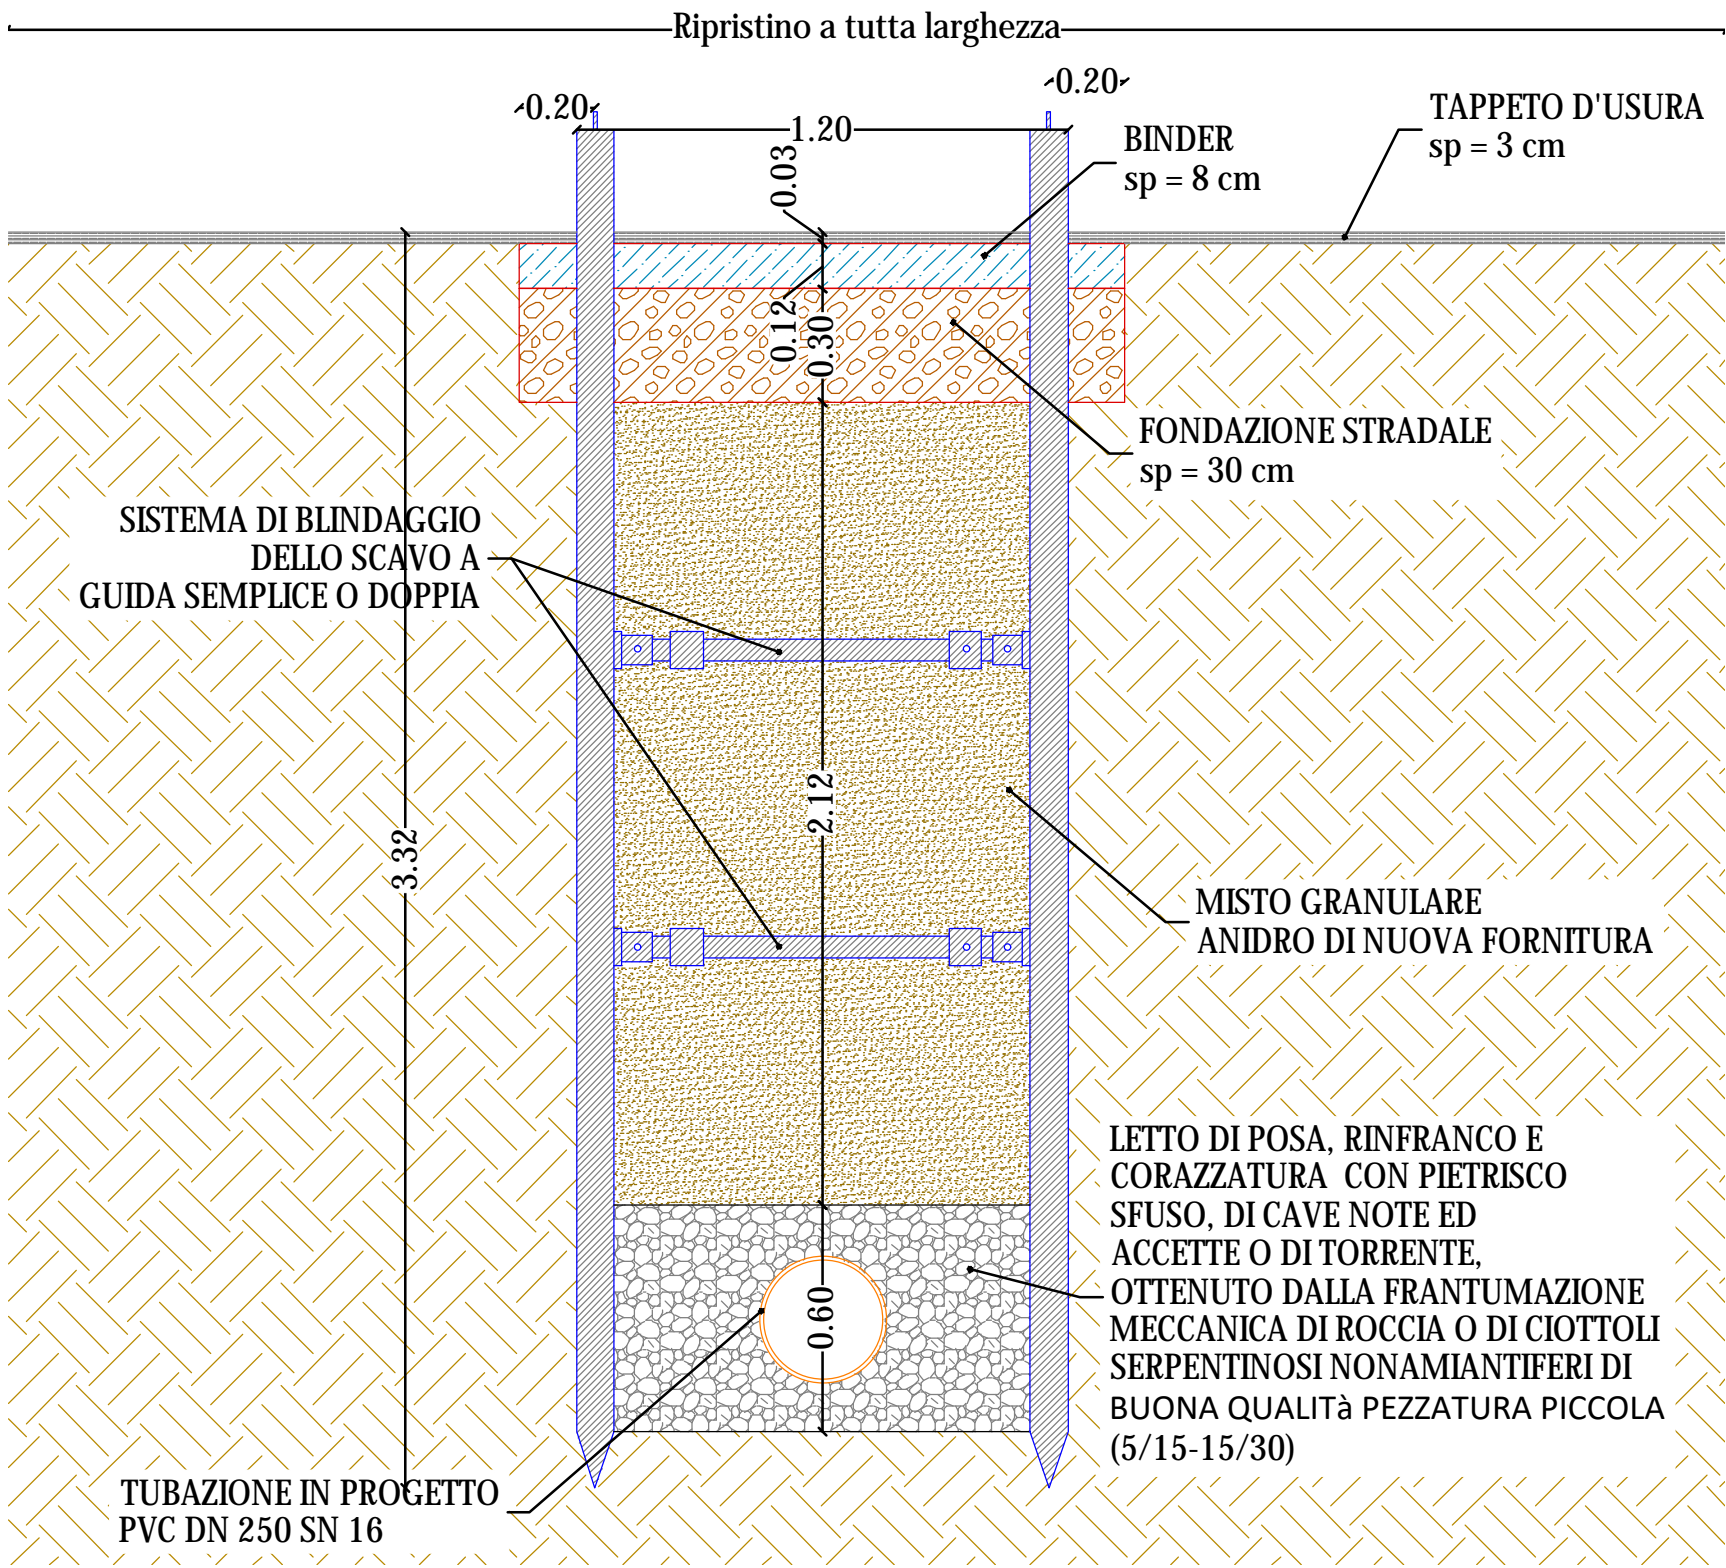 Ripristino a tutta larghezza
0.20
0.20
1.20
0.03
TAPPETO D'USURA
sp = 3 cm
BINDER
sp = 8 cm
0.12
0.30
FONDAZIONE STRADALE
sp = 30 cm
SISTEMA DI BLINDAGGIO
DELLO SCAVO A
GUIDA SEMPLICE O DOPPIA
2.12
3.32
MISTO GRANULARE
ANIDRO DI NUOVA FORNITURA
LETTO DI POSA, RINFRANCO E
CORAZZATURA CON PIETRISCO
SFUSO, DI CAVE NOTE ED
ACCETTE O DI TORRENTE,
OTTENUTO DALLA FRANTUMAZIONE
MECCANICA DI ROCCIA O DI CIOTTOLI
SERPENTINOSI NONAMIANTIFERI DI
BUONA QUALITà PEZZATURA PICCOLA
(5/15-15/30)
0.60
TUBAZIONE IN PROGETTO
PVC DN 250 SN 16